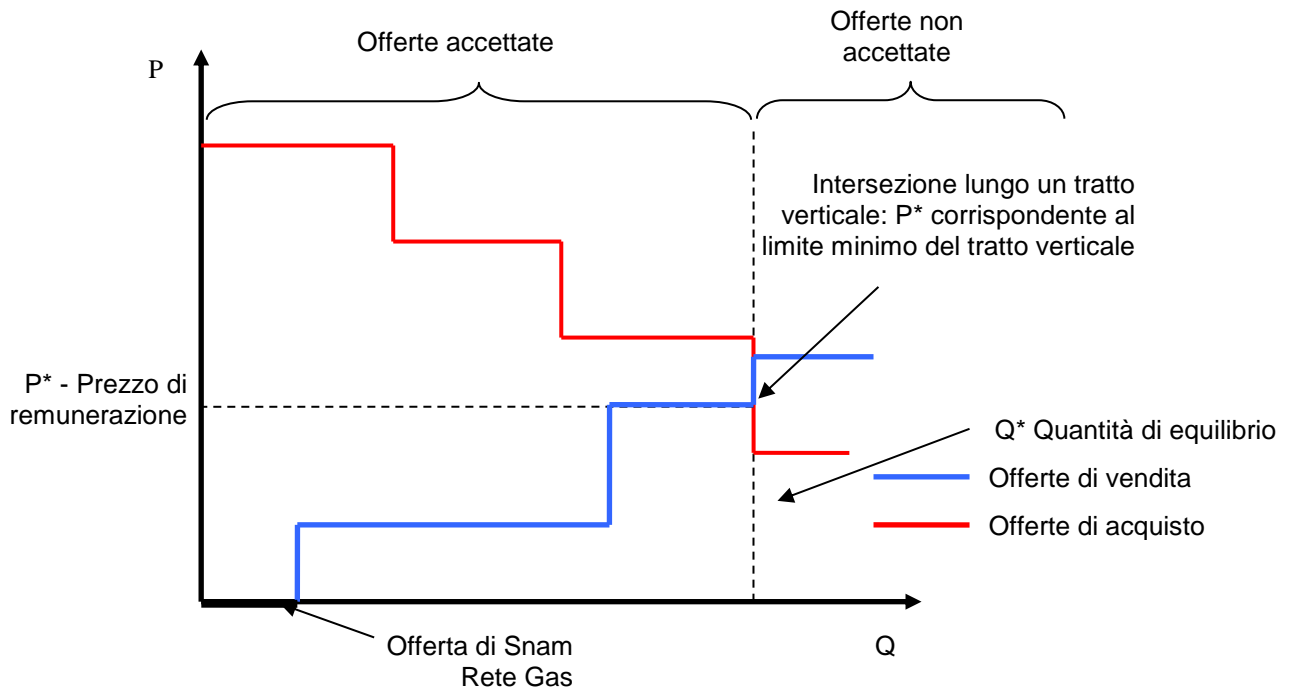 Offerte accettate
Offerte non
accettate
P
Intersezione lungo un tratto
verticale: P* corrispondente al
limite minimo del tratto verticale
P* - Prezzo di
remunerazione
Q* Quantità di equilibrio
Offerte di vendita
Offerte di acquisto
Offerta di Snam
Rete Gas
Q